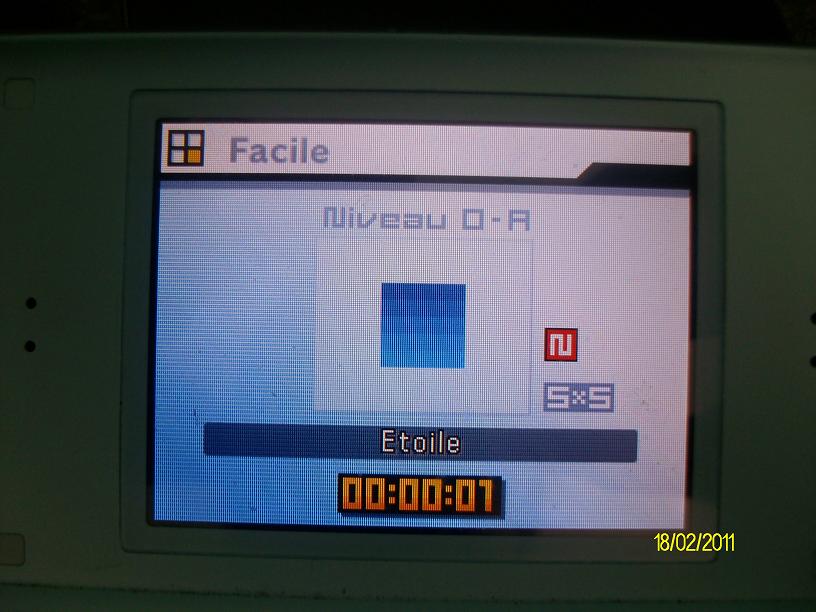 Facile
Niveau 0-A
N
5x5
Etoile
00:00:01
18/02/2011